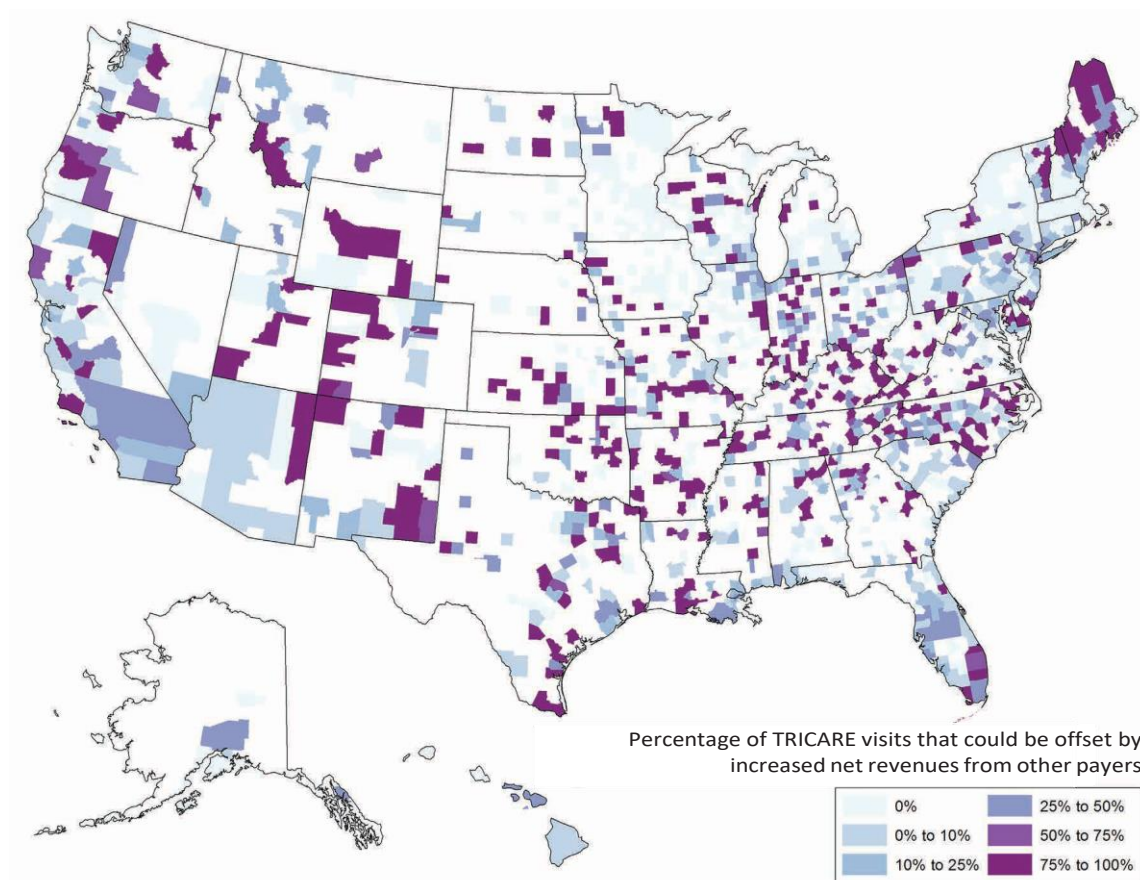 Percentage of TRICARE visits that could be offset by
increased net revenues from other payers
0%
25% to 50%
0% to 10%
50% to 75%
10% to 25%
75% to 100%